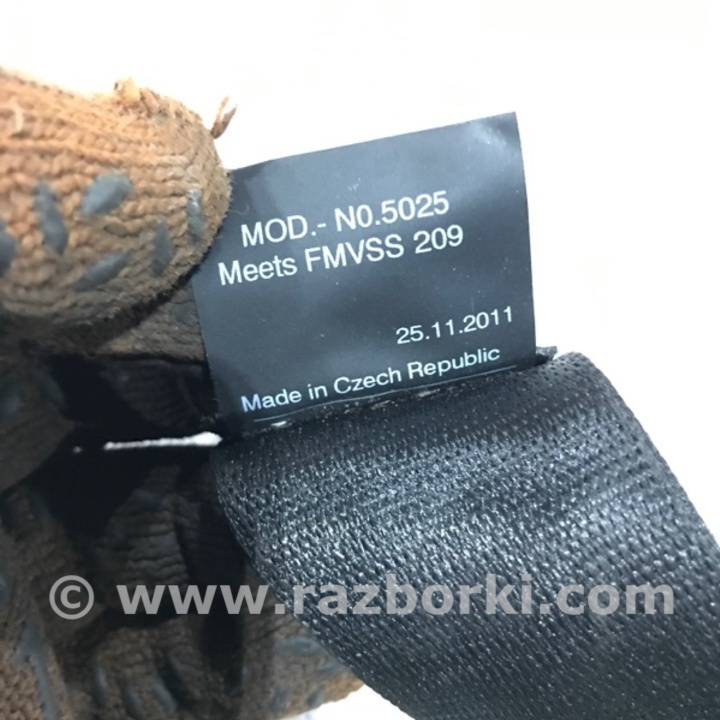 MOD.- N0.5025
Meets FMVSS 209
25.11.2011
Made in Czech Republic
© www.razborki.com